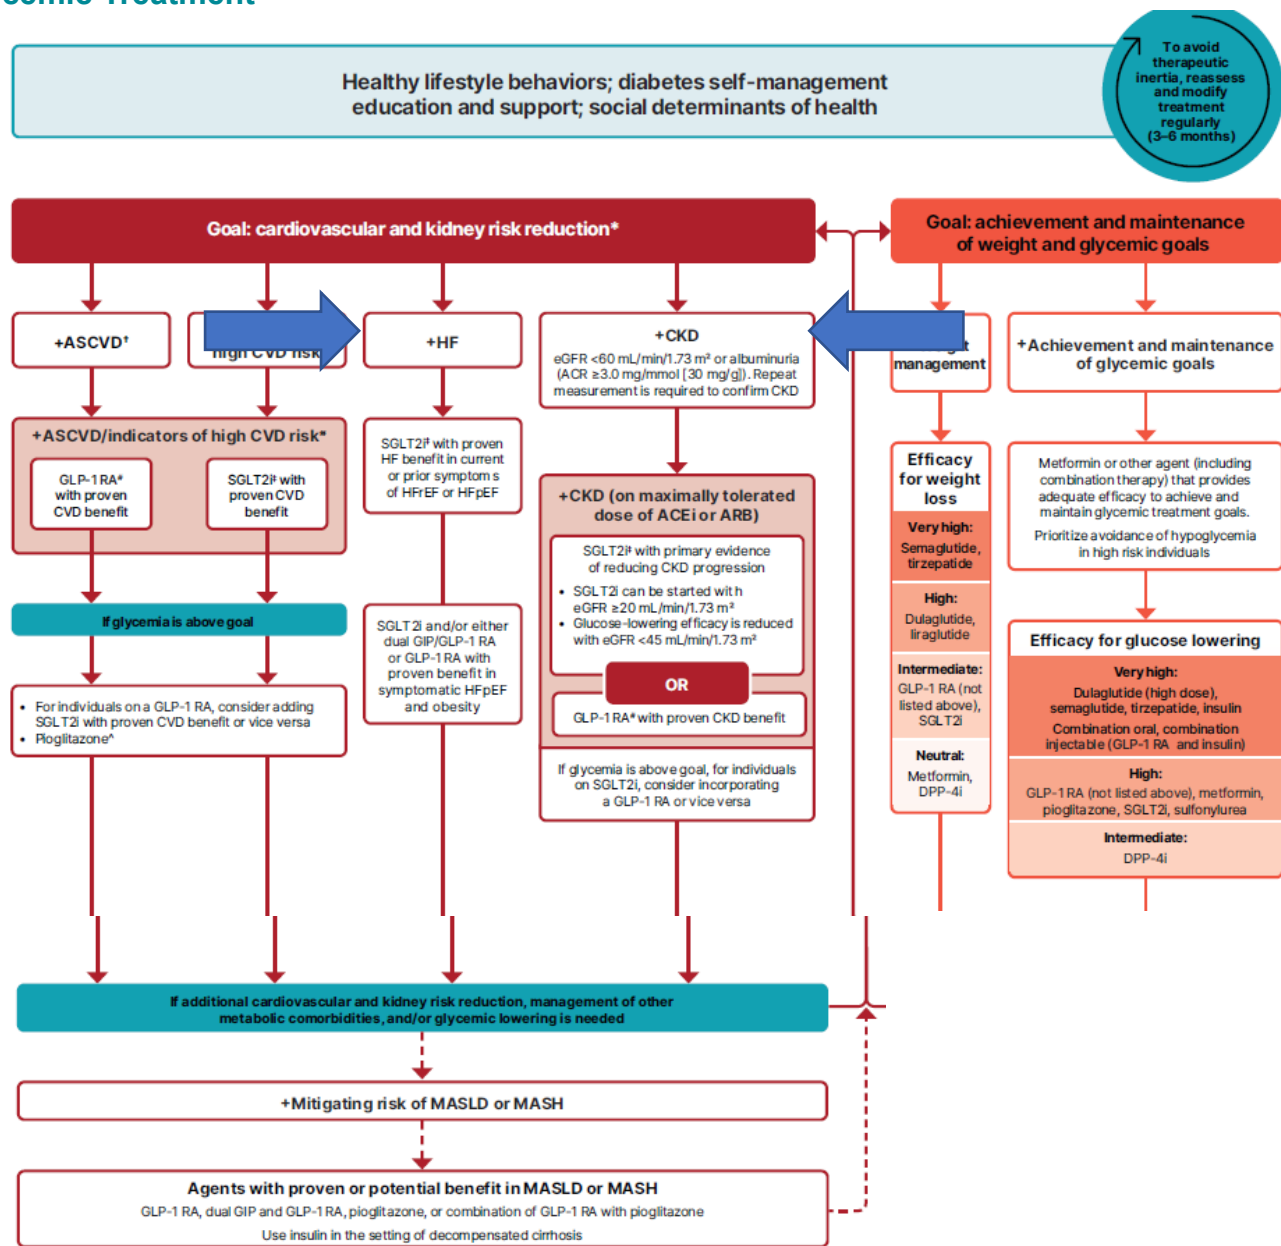 Healthy lifestyle behaviors; diabetes self-management
education and support; social determinants of health
To avoid
therapeutic
inertia, reassess
and modify
treatment
regularly
(3–6 months)
Goal: cardiovascular and kidney risk reduction*
Goal: achievement and maintenance
of weight and glycemic goals
+ASCVD†
high CVD risk
+HF
+CKD
eGFR <60 mL/min/1.73 m² or albuminuria
(ACR ≥3.0 mg/mmol [30 mg/g]). Repeat
measurement is required to confirm CKD
management
+Achievement and maintenance
of glycemic goals
+ASCVD/indicators of high CVD risk*
GLP-1 RA#
with proven
CVD benefit
SGLT2i‡ with
proven CVD
benefit
SGLT2i‡ with proven
HF benefit in current
or prior symptoms
of HFrEF or HFpEF
+CKD (on maximally tolerated
dose of ACEi or ARB)
SGLT2i‡ with primary evidence
of reducing CKD progression
• SGLT2i can be started with
eGFR ≥20 mL/min/1.73 m²
• Glucose-lowering efficacy is reduced
with eGFR <45 mL/min/1.73 m²
OR
GLP-1 RA# with proven CKD benefit
If glycemia is above goal, for individuals
on SGLT2i, consider incorporating
a GLP-1 RA or vice versa
If glycemia is above goal
• For individuals on a GLP-1 RA, consider adding
SGLT2i with proven CVD benefit or vice versa
• Pioglitazone^
SGLT2i and/or either
dual GIP/GLP-1 RA
or GLP-1 RA with
proven benefit in
symptomatic HFpEF
and obesity
Efficacy
for weight
loss
Very high:
Semaglutide,
tirzepatide
High:
Dulaglutide,
liraglutide
Intermediate:
GLP-1 RA (not
listed above),
SGLT2i
Neutral:
Metformin,
DPP-4i
Metformin or other agent (including
combination therapy) that provides
adequate efficacy to achieve and
maintain glycemic treatment goals.
Prioritize avoidance of hypoglycemia
in high risk individuals
Efficacy for glucose lowering
Very high:
Dulaglutide (high dose),
semaglutide, tirzepatide, insulin
Combination oral, combination
injectable (GLP-1 RA and insulin)
High:
GLP-1 RA (not listed above), metformin,
pioglitazone, SGLT2i, sulfonylurea
Intermediate:
DPP-4i
If additional cardiovascular and kidney risk reduction, management of other
metabolic comorbidities, and/or glycemic lowering is needed
+Mitigating risk of MASLD or MASH
Agents with proven or potential benefit in MASLD or MASH
GLP-1 RA, dual GIP and GLP-1 RA, pioglitazone, or combination of GLP-1 RA with pioglitazone
Use insulin in the setting of decompensated cirrhosis